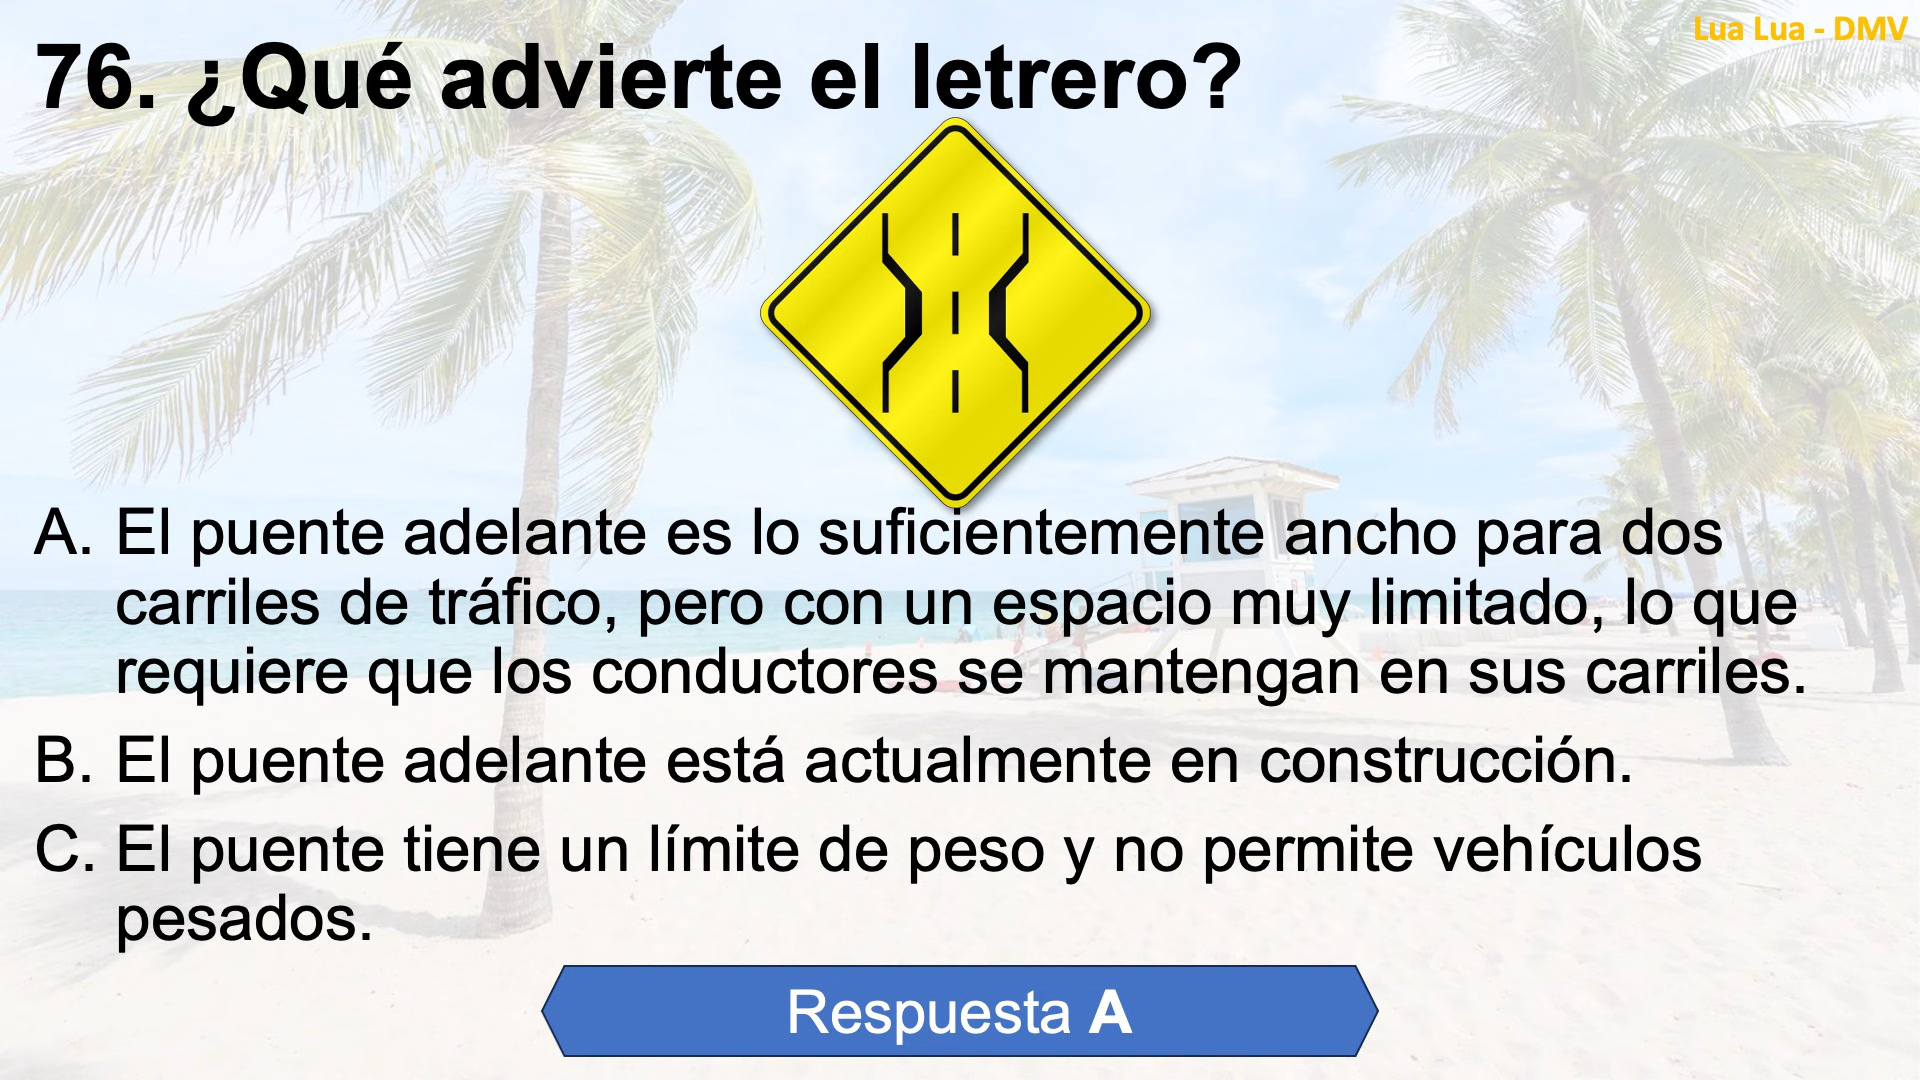 Lua Lua - DMV
76. ¿Qué advierte el letrero?
A. El puente adelante es lo suficientemente ancho para dos
carriles de tráfico, pero con un espacio muy limitado, lo que
requiere que los conductores se mantengan en sus carriles.
B. El puente adelante está actualmente en construcción.
C. El puente tiene un límite de peso y no permite vehículos
pesados.
Respuesta A